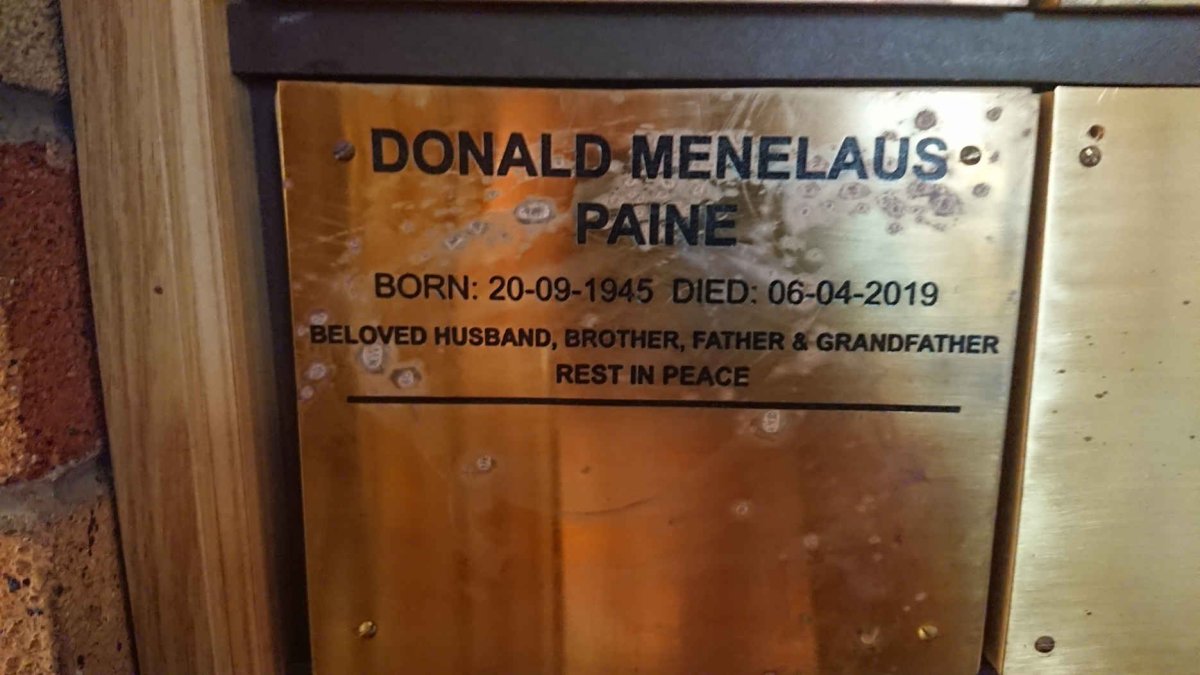 DONALD MENELAUS
PAINE
BORN: 20-09-1945 DIED: 06-04-2019
BELOVED HUSBAND, BROTHER, FATHER & GRANDFATHER
REST IN PEACE